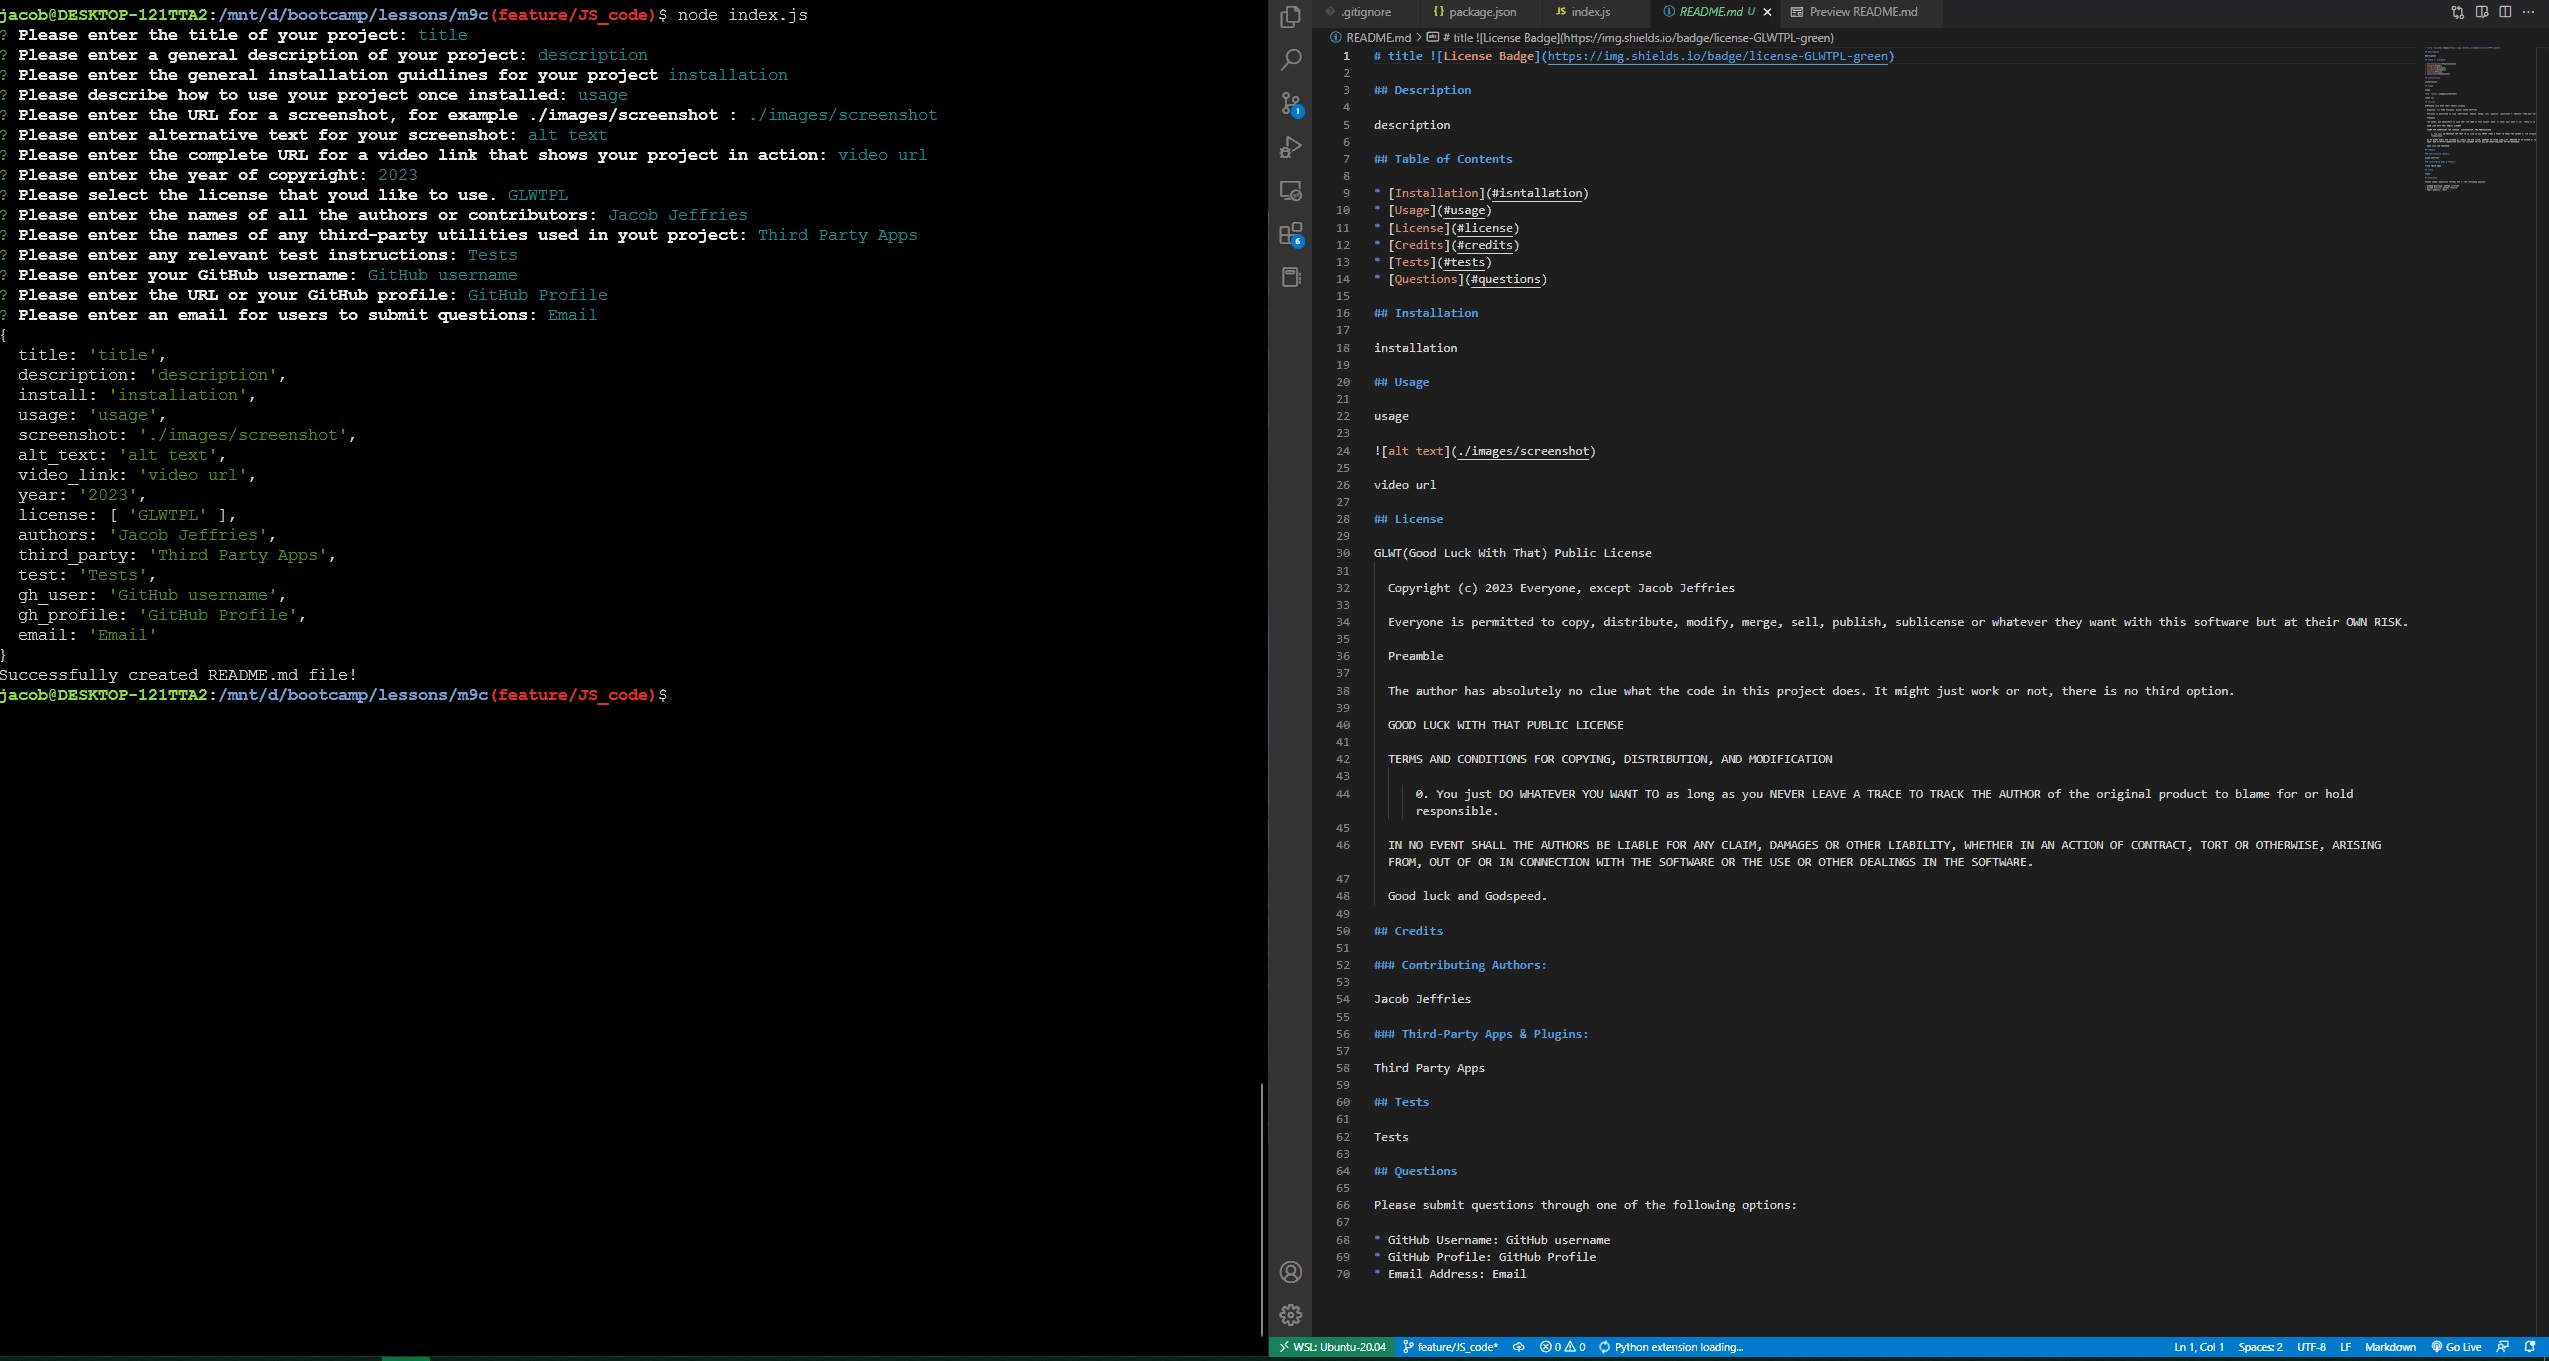 jacob@DESKTOP-121TTA2:/mnt/d/bootcamp/lessons/m9c(feature/JS_code)$ node index.js
? Please enter the title of your project: title
? Please enter a general description of your project: description
? Please enter the general installation guidlines for your project installation
? Please describe how to use your project once installed: usage
? Please enter the URL for a screenshot, for example ./images/screenshot : ./images/screenshot
? Please enter alternative text for your screenshot: alt text
? Please enter the complete URL for a video link that shows your project in action: video url
? Please enter the year of copyright: 2023
? Please select the license that youd like to use. GLWTPL
? Please enter the names of all the authors or contributors: Jacob Jeffries
? Please enter the names of any third-party utilities used in yout project: Third Party Apps
? Please enter any relevant test instructions: Tests
? Please enter your GitHub username: GitHub username
? Please enter the URL or your GitHub profile: GitHub Profile
? Please enter an email for users to submit questions: Email
{
title: 'title',
description: 'description',
install: 'installation',
usage: 'usage',
screenshot: './images/screenshot',
alt_text: 'alt text',
video_link: 'video url',
year: '2023',
license: [ 'GLWTPL' ],
authors: 'Jacob Jeffries',
third_party: 'Third Party Apps',
test: 'Tests',
gh_user: 'GitHub username',
gh_profile: 'GitHub Profile',
email: 'Email'
}
Successfully created README.md file!
jacob@DESKTOP-121TTA2:/mnt/d/bootcamp/lessons/m9c(feature/JS_code)$
.gitignore {} package.json JS index.js README.md U Preview README.md
README.md > # title ![License Badge](https://img.shields.io/badge/license-GLWTPL-green)
1 # title ![License Badge](https://img.shields.io/badge/license-GLWTPL-green)
2
3 ## Description
4
5 description
6
7 ## Table of Contents
8
9 * [Installation](#isntallation)
10 * [Usage](#usage)
11 * [License](#license)
12 * [Credits](#credits)
13 * [Tests](#tests)
14 * [Questions](#questions)
15
16 ## Installation
17
18 installation
19
20 ## Usage
21
22 usage
23
24 ![alt text](./images/screenshot)
25
26 video url
27
28 ## License
29
30 GLWT(Good Luck With That) Public License
31
32 Copyright (c) 2023 Everyone, except Jacob Jeffries
33
34 Everyone is permitted to copy, distribute, modify, merge, sell, publish, sublicense or whatever they want with this software but at their OWN RISK.
35
36 Preamble
37
38 The author has absolutely no clue what the code in this project does. It might just work or not, there is no third option.
39
40 GOOD LUCK WITH THAT PUBLIC LICENSE
41
42 TERMS AND CONDITIONS FOR COPYING, DISTRIBUTION, AND MODIFICATION
43
44 0. You just DO WHATEVER YOU WANT TO as long as you NEVER LEAVE A TRACE TO TRACK THE AUTHOR of the original product to blame for or hold
responsible.
45
46 IN NO EVENT SHALL THE AUTHORS BE LIABLE FOR ANY CLAIM, DAMAGES OR OTHER LIABILITY, WHETHER IN AN ACTION OF CONTRACT, TORT OR OTHERWISE, ARISING
FROM, OUT OF OR IN CONNECTION WITH THE SOFTWARE OR THE USE OR OTHER DEALINGS IN THE SOFTWARE.
47
48 Good luck and Godspeed.
49
50 ## Credits
51
52 ### Contributing Authors:
53
54 Jacob Jeffries
55
56 ### Third-Party Apps & Plugins:
57
58 Third Party Apps
59
60 ## Tests
61
62 Tests
63
64 ## Questions
65
66 Please submit questions through one of the following options:
67
68 * GitHub Username: GitHub username
69 * GitHub Profile: GitHub Profile
70 * Email Address: Email
1
6
WSL: Ubuntu-20.04 feature/JS_code* 0 0 Python extension loading... Ln 1, Col 1 Spaces: 2 UTF-8 LF Markdown Go Live